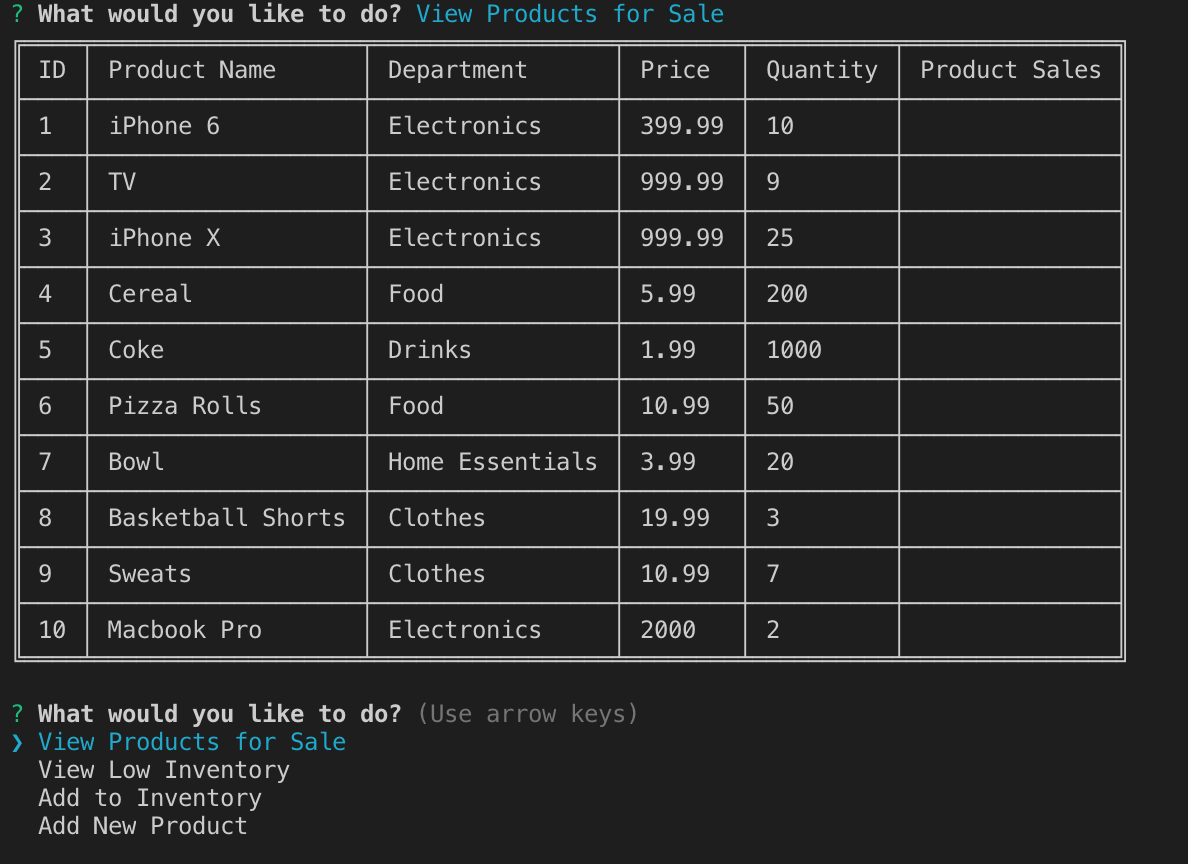 ? What would you like to do? View Products for Sale
ID Product Name Department Price Quantity Product Sales
1 iPhone 6 Electronics 399.99 10
2 TV Electronics 999.99 9
3 iPhone X Electronics 999.99 25
4 Cereal Food 5.99 200
5 Coke Drinks 1.99 1000
6 Pizza Rolls Food 10.99 50
7 Bowl Home Essentials 3.99 20
8 Basketball Shorts Clothes 19.99 3
9 Sweats Clothes 10.99 7
10 Macbook Pro Electronics 2000 2
? What would you like to do? (Use arrow keys)
❯ View Products for Sale
View Low Inventory
Add to Inventory
Add New Product